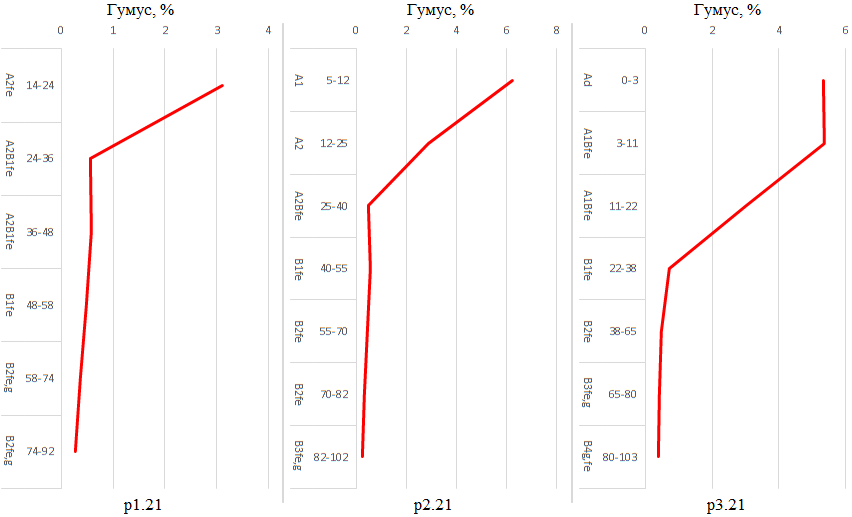 Гумус, %
0 1 2 3 4
A2fe 14-24
A2B1fe 24-36
A2B1fe 36-48
B1fe 48-58
B2fe,g 58-74
B2fe,g 74-92
р1.21
Гумус, %
0 2 4 6 8
A1 5-12
A2 12-25
A2Bfe 25-40
B1fe 40-55
B2fe 55-70
B2fe 70-82
B3fe,g 82-102
р2.21
Гумус, %
0 2 4 6
Ad 0-3
A1Bfe 3-11
A1Bfe 11-22
B1fe 22-38
B2fe 38-65
B3fe,g 65-80
B4g,fe 80-103
р3.21